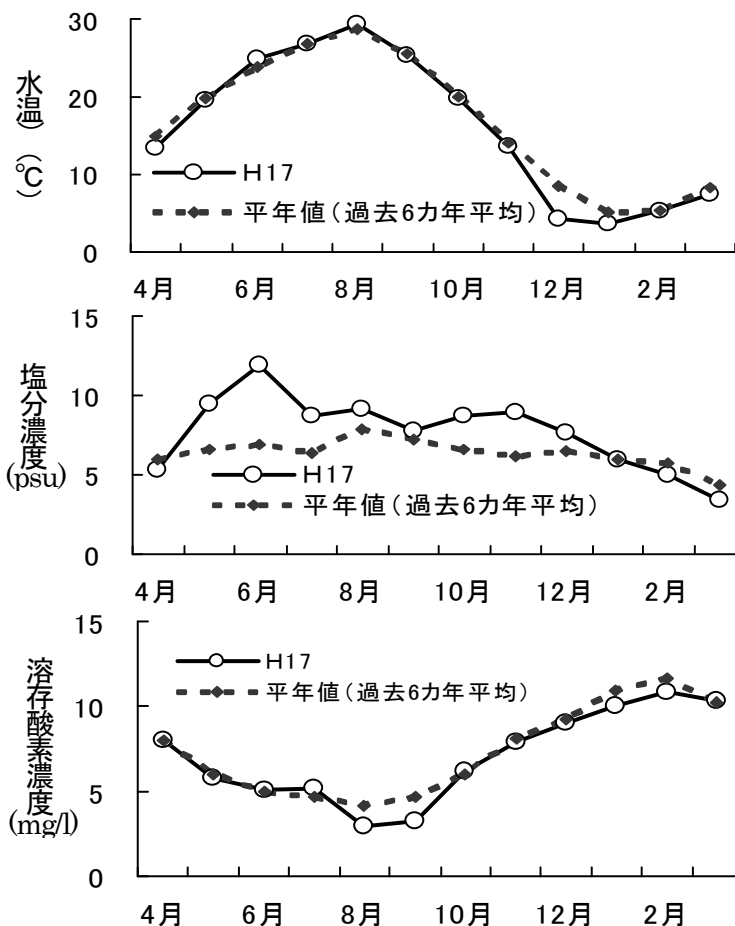 30
20
10
0
水温)(℃)
H17
平年値(過去6カ年平均)
4月 6月 8月 10月 12月 2月
15
10
5
0
塩分濃度
(psu)
H17
平年値(過去6カ年平均)
4月 6月 8月 10月 12月 2月
15
10
5
0
溶存酸素濃度
(mg/l)
H17
平年値(過去6カ年平均)
4月 6月 8月 10月 12月 2月